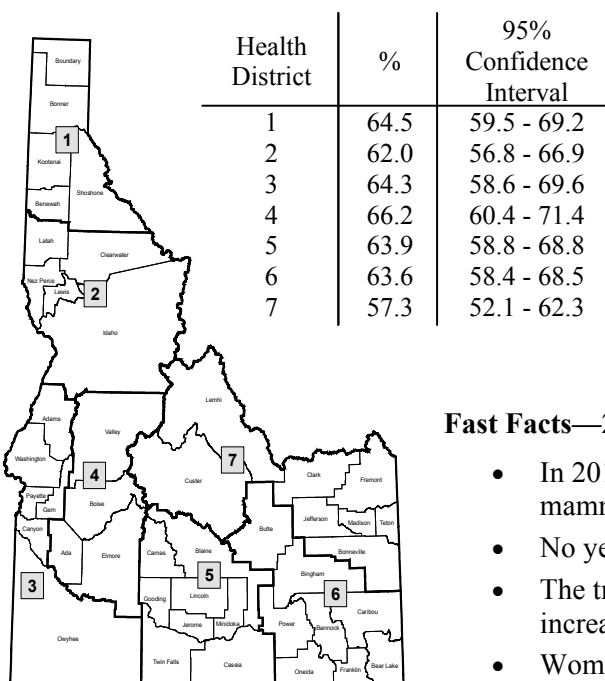 Health District
%
95% Confidence Interval
1 64.5 59.5 - 69.2
2 62.0 56.8 - 66.9
3 64.3 58.6 - 69.6
4 66.2 60.4 - 71.4
5 63.9 58.8 - 68.8
6 63.6 58.4 - 68.5
7 57.3 52.1 - 62.3
Boundary
Bonner
1
Kootenai
Shoshone
Benewah
Latah
Clearwater
Nez Perce
Lewis
2
Idaho
Lemhi
Adams
Valley
Washington
4
7
Custer
Clark
Fremont
Payette
Gem
Boise
Jefferson
Madison
Teton
Canyon
Butte
Ada
Elmore
Camas
Blaine
Bonneville
3
5
Bingham
Gooding
Lincoln
6
Caribou
Jerome
Minidoka
Power
Bannock
Owyhee
Twin Falls
Cassia
Oneida
Franklin
Bear Lake
Fast Facts—
• In 201
mamm
• No ye
• The tr
increa
• Wom